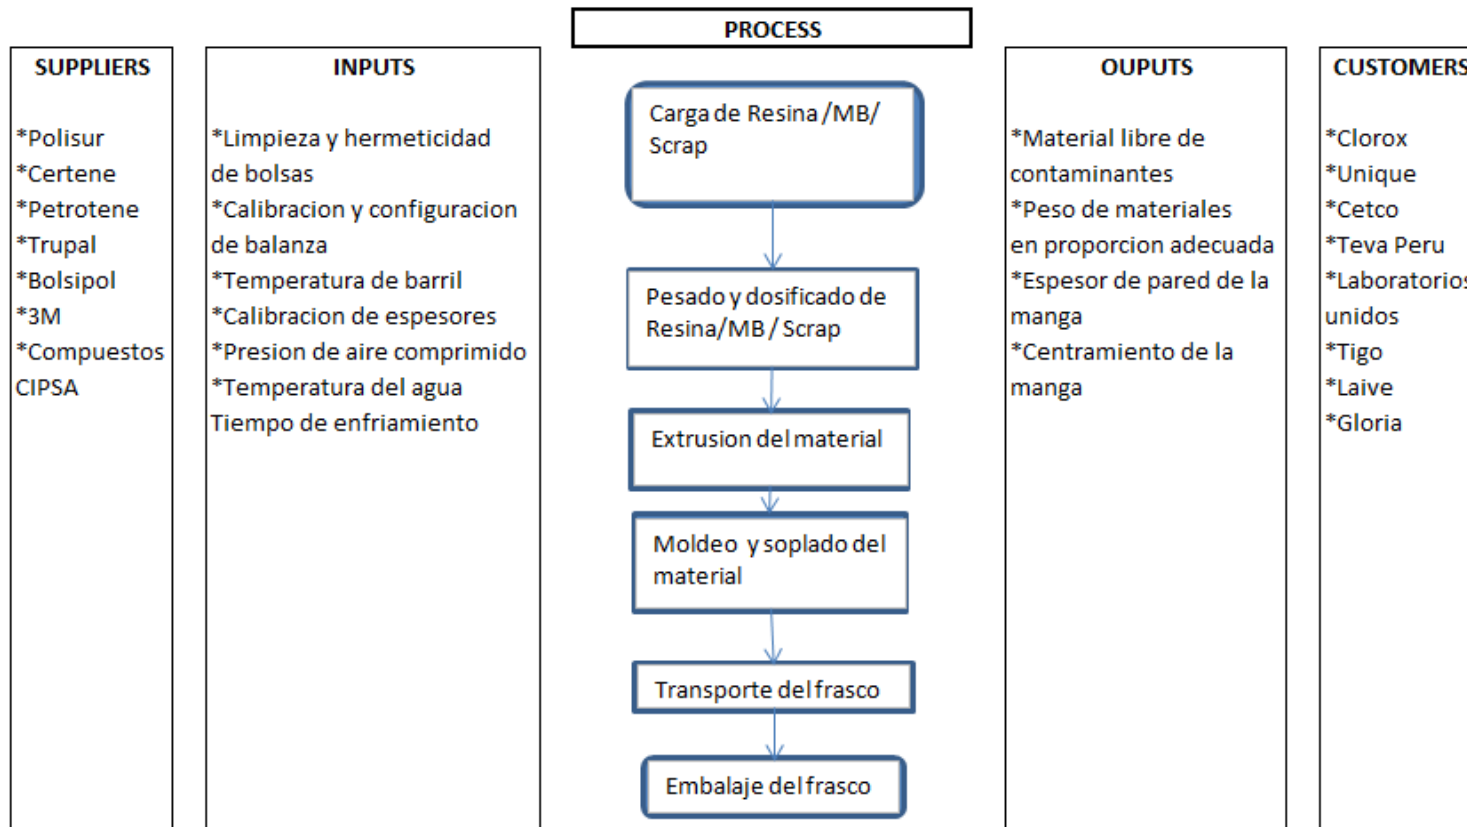 PROCESS
SUPPLIERS
*Polisur
*Certene
*Petrotene
*Trupal
*Bolsipol
*3M
*Compuestos
CIPSA
INPUTS
*Limpieza y hermeticidad
de bolsas
*Calibracion y configuracion
de balanza
*Temperatura de barril
*Calibracion de espesores
*Presion de aire comprimido
*Temperatura del agua
Tiempo de enfriamiento
Carga de Resina /MB/
Scrap
Pesado y dosificado de
Resina/MB / Scrap
Extrusion del material
Moldeo y soplado del
material
Transporte del frasco
Embalaje del frasco
OUPUTS
*Material libre de
contaminantes
*Peso de materiales
en proporcion adecuada
*Espesor de pared de la
manga
*Centramiento de la
manga
CUSTOMERS
*Clorox
*Unique
*Cetco
*Teva Peru
*Laboratorios
unidos
*Tigo
*Laive
*Gloria